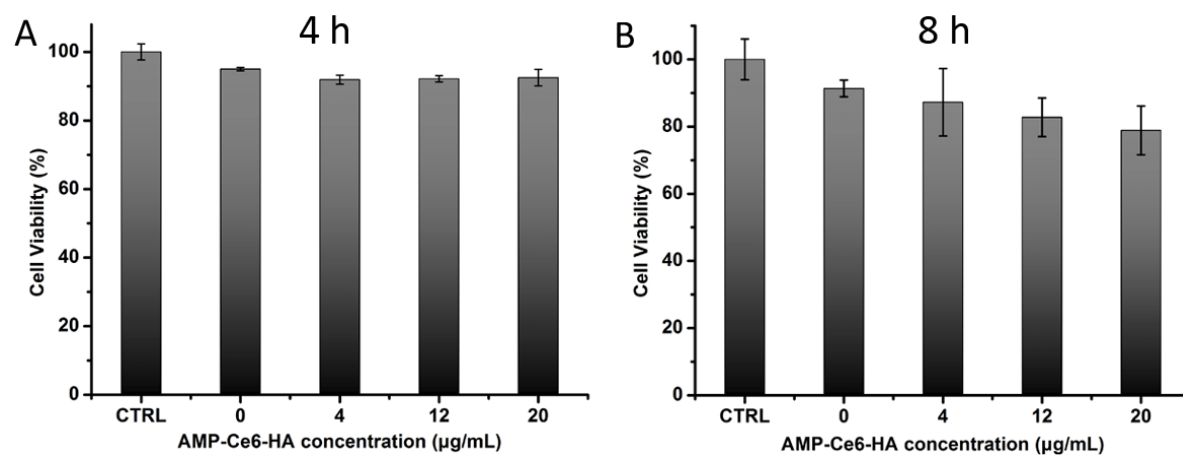 A
4 h
Cell Viability (%)
100
80
60
40
20
0
CTRL 0 4 12 20
AMP-Ce6-HA concentration (µg/mL)
B
8 h
Cell Viability (%)
100
80
60
40
20
0
CTRL 0 4 12 20
AMP-Ce6-HA concentration (µg/mL)